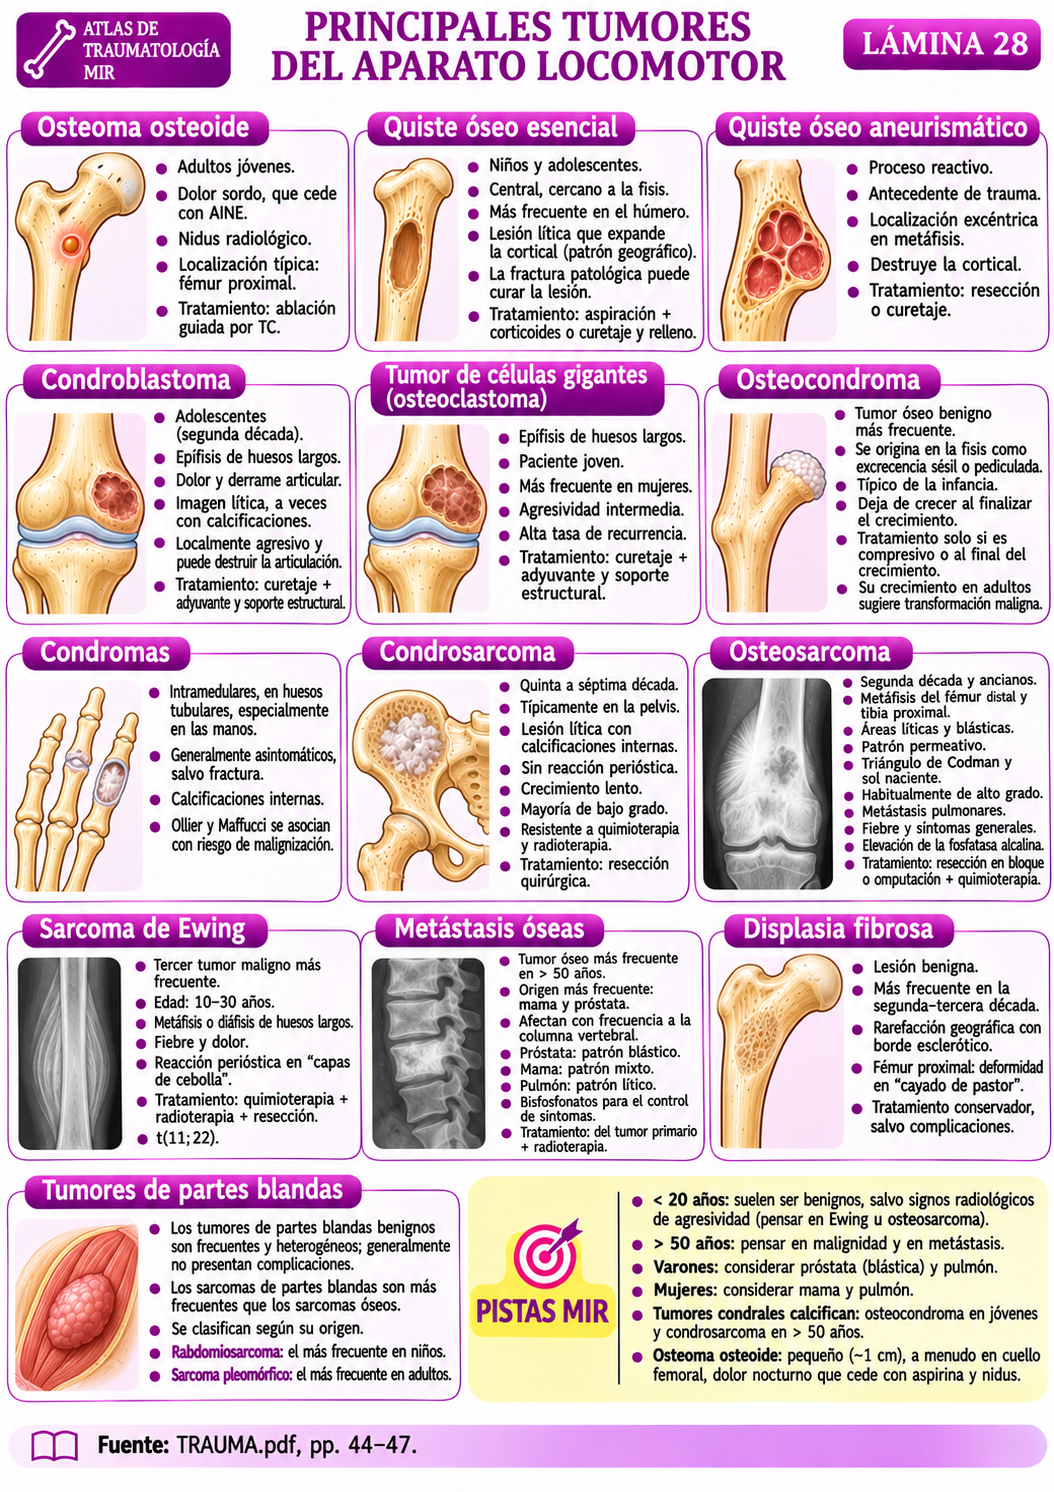 ATLAS DE
TRAUMATOLOGÍA
MIR
PRINCIPALES TUMORES
DEL APARATO LOCOMOTOR
LÁMINA 28
Osteoma osteoide
Adultos jóvenes.
Dolor sordo, que cede
con AINE.
Nidus radiológico.
Localización típica:
fémur proximal.
Tratamiento: ablación
guiada por TC.
Quiste óseo esencial
Niños y adolescentes.
Central, cercano a la fisis.
Más frecuente en el húmero.
Lesión lítica que expande
la cortical (patrón geográfico).
La fractura patológica puede
curar la lesión.
Tratamiento: aspiración +
corticoides o curetaje y relleno.
Quiste óseo aneurismático
Proceso reactivo.
Antecedente de trauma.
Localización excéntrica
en metáfisis.
Destruye la cortical.
Tratamiento: resección
o curetaje.
Condroblastoma
Adolescentes
(segunda década).
Epífisis de huesos largos.
Dolor y derrame articular.
Imagen lítica, a veces
con calcificaciones.
Localmente agresivo y
puede destruir la articulación.
Tratamiento: curetaje +
adyuvante y soporte estructural.
Tumor de células gigantes
(osteoclastoma)
Epífisis de huesos largos.
Paciente joven.
Más frecuente en mujeres.
Agresividad intermedia.
Alta tasa de recurrencia.
Tratamiento: curetaje +
adyuvante y soporte
estructural.
Osteocondroma
Tumor óseo benigno
más frecuente.
Se origina en la fisis como
excrecencia sésil o pediculada.
Típico de la infancia.
Deja de crecer al finalizar
el crecimiento.
Tratamiento solo si es
compresivo o al final del
crecimiento.
Su crecimiento en adultos
sugiere transformación maligna.
Condromas
Intramedulares, en huesos
tubulares, especialmente
en las manos.
Generalmente asintomáticos,
salvo fractura.
Calcificaciones internas.
Ollier y Maffucci se asocian
con riesgo de malignización.
Condrosarcoma
Quinta a séptima década.
Típicamente en la pelvis.
Lesión lítica con
calcificaciones internas.
Sin reacción perióstica.
Crecimiento lento.
Mayoría de bajo grado.
Resistente a quimioterapia
y radioterapia.
Tratamiento: resección
quirúrgica.
Osteosarcoma
Segunda década y ancianos.
Metáfisis del fémur distal y
tibia proximal.
Áreas líticas y blásticas.
Patrón permeativo.
Triángulo de Codman y
sol naciente.
Habitualmente de alto grado.
Metástasis pulmonares.
Fiebre y síntomas generales.
Elevación de la fosfatasa alcalina.
Tratamiento: resección en bloque
o omputación + quimioterapia.
Sarcoma de Ewing
Tercer tumor maligno más
frecuente.
Edad: 10–30 años.
Metáfisis o diáfisis de huesos largos.
Fiebre y dolor.
Reacción perióstica en “capas
de cebolla”.
Tratamiento: quimioterapia +
radioterapia + resección.
t(11; 22).
Metástasis óseas
Tumor óseo más frecuente
en > 50 años.
Origen más frecuente:
mama y próstata.
Afectan con frecuencia a la
columna vertebral.
Próstata: patrón blástico.
Mama: patrón mixto.
Pulmón: patrón lítico.
Bisfosfonatos para el control
de síntomas.
Tratamiento: del tumor primario
+ radioterapia.
Displasia fibrosa
Lesión benigna.
Más frecuente en la
segunda–tercera década.
Rarefacción geográfica con
borde esclerótico.
Fémur proximal: deformidad
en “cayado de pastor”.
Tratamiento conservador,
salvo complicaciones.
Tumores de partes blandas
Los tumores de partes blandas benignos
son frecuentes y heterogéneos; generalmente
no presentan complicaciones.
Los sarcomas de partes blandas son más
frecuentes que los sarcomas óseos.
Se clasifican según su origen.
Rabdomiosarcoma: el más frecuente en niños.
Sarcoma pleomórfico: el más frecuente en adultos.
PISTAS MIR
< 20 años: suelen ser benignos, salvo signos radiológicos
de agresividad (pensar en Ewing u osteosarcoma).
> 50 años: pensar en malignidad y en metástasis.
Varones: considerar próstata (blástica) y pulmón.
Mujeres: considerar mama y pulmón.
Tumores condrales calcifican: osteocondroma en jóvenes
y condrosarcoma en > 50 años.
Osteoma osteoide: pequeño (~1 cm), a menudo en cuello
femoral, dolor nocturno que cede con aspirina y nidus.
Fuente: TRAUMA.pdf, pp. 44–47.